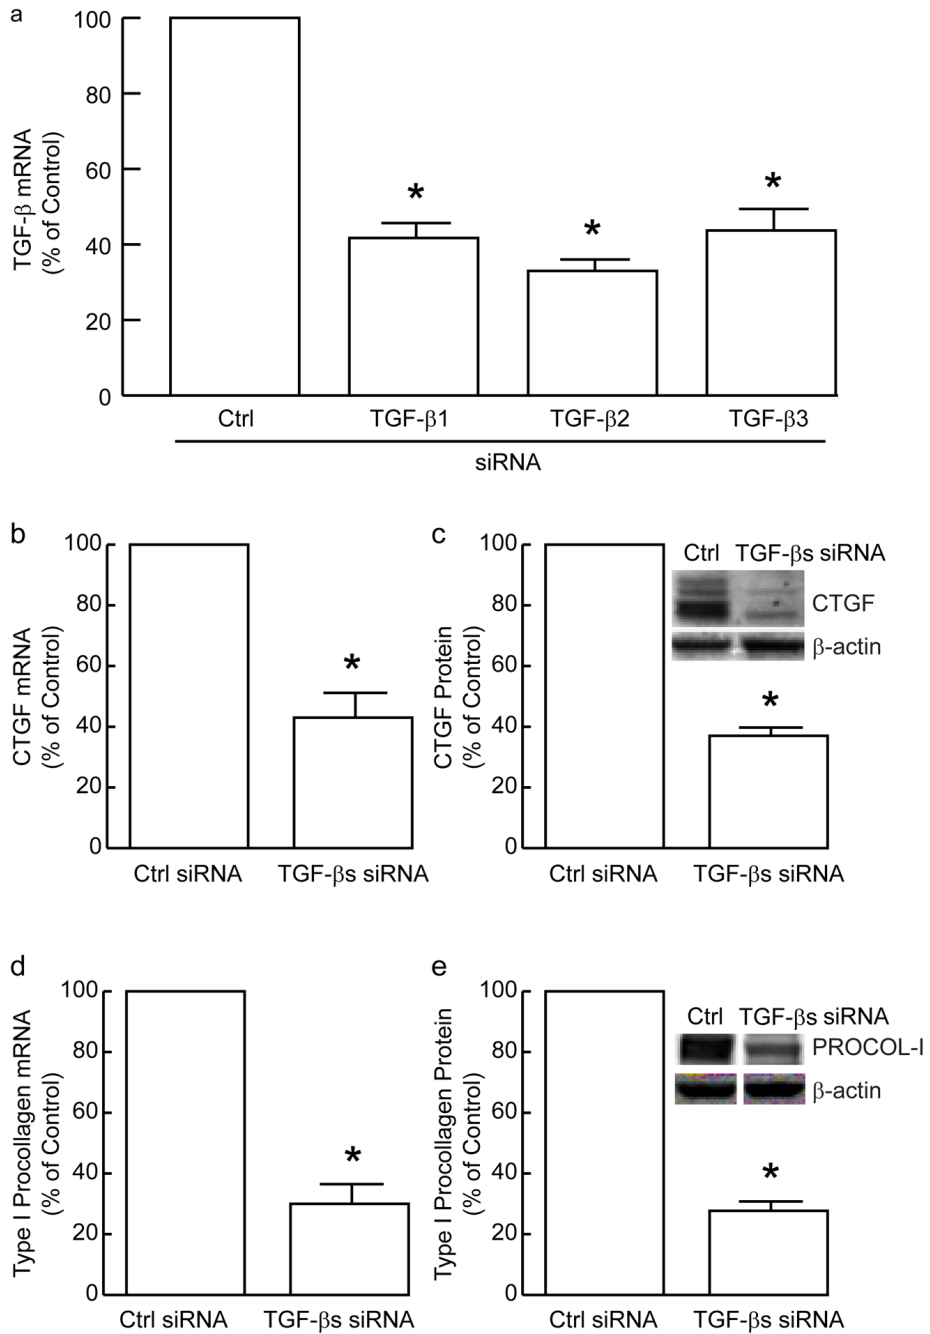 a
TGF-β mRNA
(% of Control)
100
80
60
40
20
0
*
*
*
Ctrl
TGF-β1
TGF-β2
TGF-β3
siRNA
b
CTGF mRNA
(% of Control)
100
80
60
40
20
0
*
Ctrl siRNA
TGF-βs siRNA
c
CTGF Protein
(% of Control)
100
80
60
40
20
0
Ctrl TGF-βs siRNA
CTGF
β-actin
*
Ctrl siRNA
TGF-βs siRNA
d
Type I Procollagen mRNA
(% of Control)
100
80
60
40
20
0
*
Ctrl siRNA
TGF-βs siRNA
e
Type I Procollagen Protein
(% of Control)
100
80
60
40
20
0
Ctrl TGF-βs siRNA
PROCOL-I
β-actin
*
Ctrl siRNA
TGF-βs siRNA